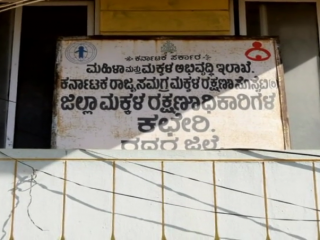 ಕರ್ನಾಟಕ ಸರ್ಕಾರ
ಮಹಿಳಾ ಮತ್ತು ಮಕ್ಕಳ ಅಭಿವೃದ್ಧಿ ಇಲಾಖೆ.
ಕರ್ನಾಟಕ ರಾಜ್ಯ ಸಮಗ್ರ ಮಕ್ಕಳ ರಕ್ಷಣಾ ಸೊಸೈಟಿ(ರಿ)
ಜಿಲ್ಲಾ ಮಕ್ಕಳ ರಕ್ಷಣಾಧಿಕಾರಿಗಳ
ಕಛೇರಿ.
ಜಿಲ್ಲೆ.